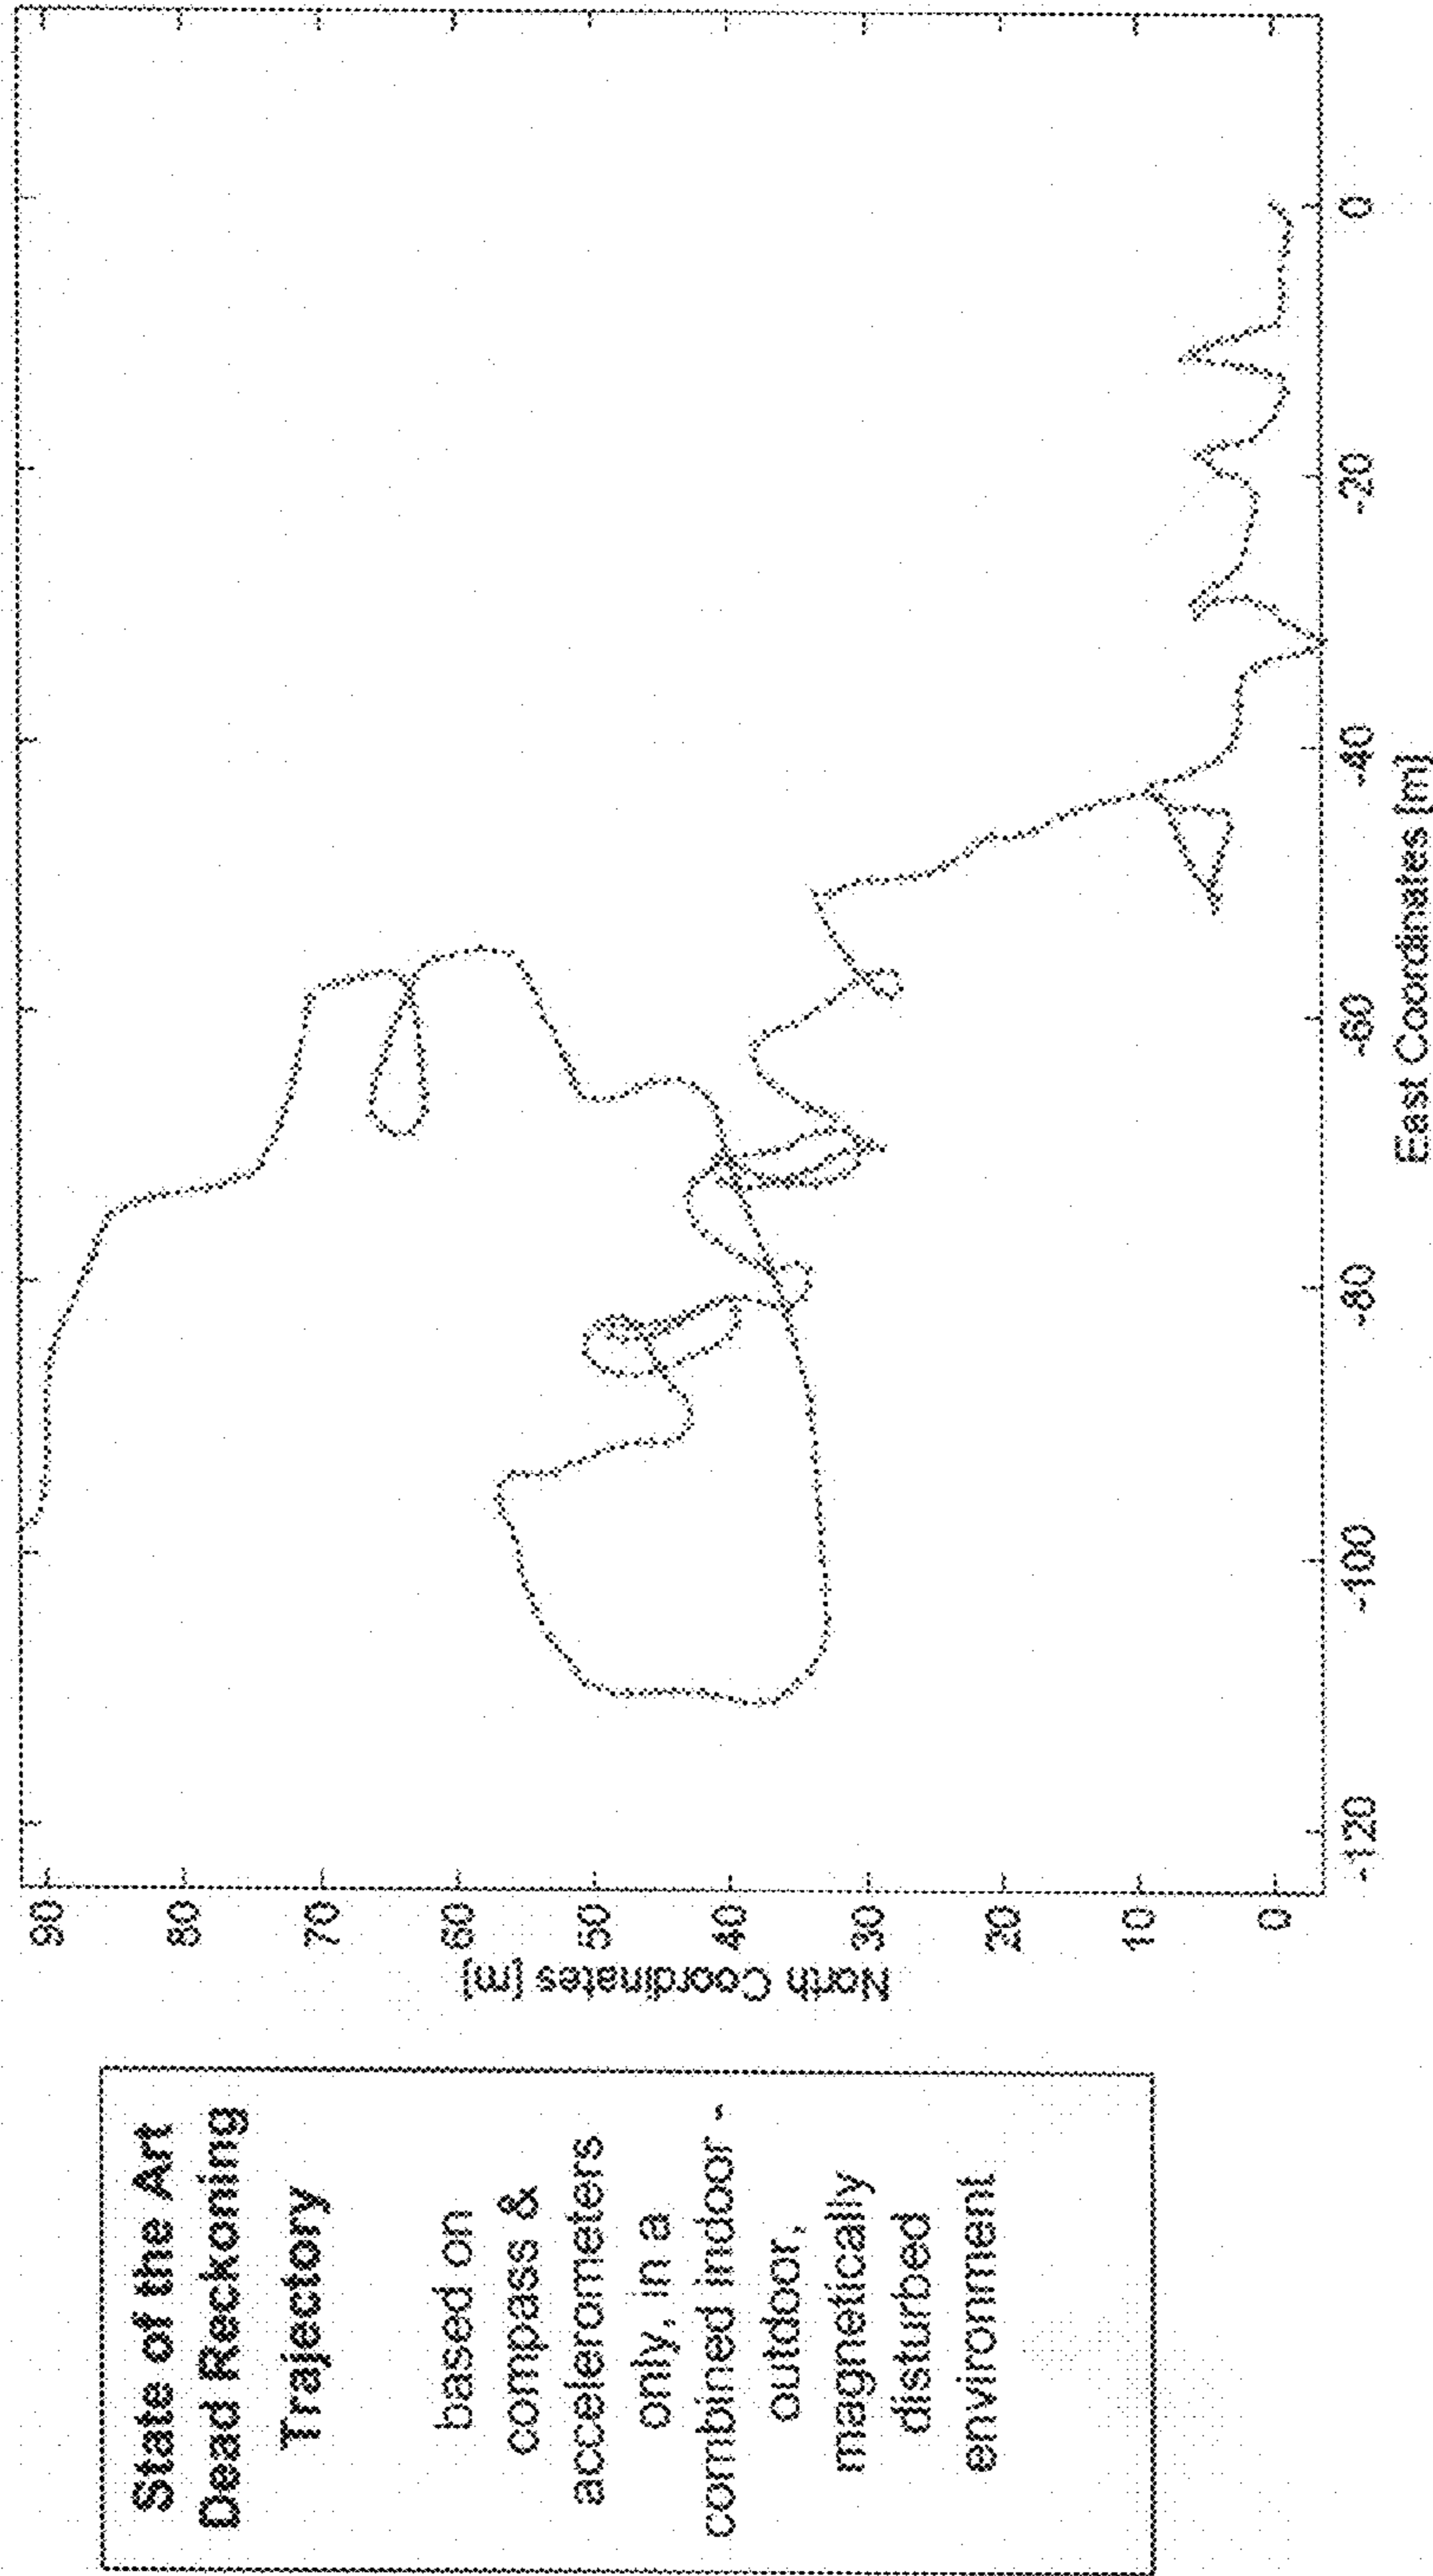 State of the Art
Dead Reckoning
Trajectory
based on
compass &
accelerometers
only, in a
combined indoor -
outdoor,
magnetically
disturbed
environment
North Coordinates [m]
90
80
70
60
50
40
30
20
10
0
-120
-100
-80
-60
-40
-20
0
East Coordinates [m]